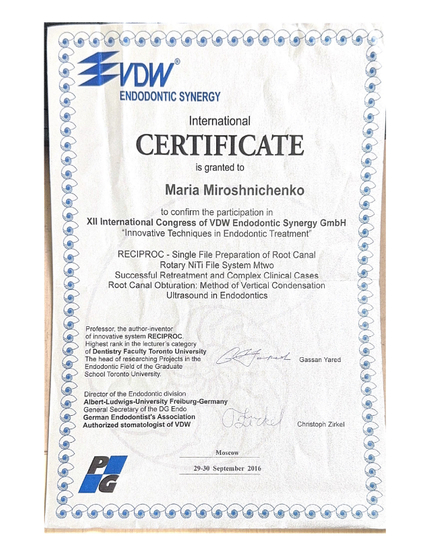 VDW®
ENDODONTIC SYNERGY
International
CERTIFICATE
is granted to
Maria Miroshnichenko
to confirm the participation in
XII International Congress of VDW Endodontic Synergy GmbH
"Innovative Techniques in Endodontic Treatment"
RECIPROC - Single File Preparation of Root Canal
Rotary NiTi File System Mtwo
Successful Retreatment and Complex Clinical Cases
Root Canal Obturation: Method of Vertical Condensation
Ultrasound in Endodontics
Professor, the author-inventor
of innovative system RECIPROC.
Highest rank in the lecturer's category
of Dentistry Faculty Toronto University
The head of researching Projects in the
Endodontic Field of the Graduate
School Toronto University.
Gassan Yared
Director of the Endodontic division
Albert-Ludwigs-University Freiburg-Germany
General Secretary of the DG Endo
German Endodontist's Association
Authorized stomatologist of VDW
Christoph Zirkel
Moscow
29-30 September 2016
PG